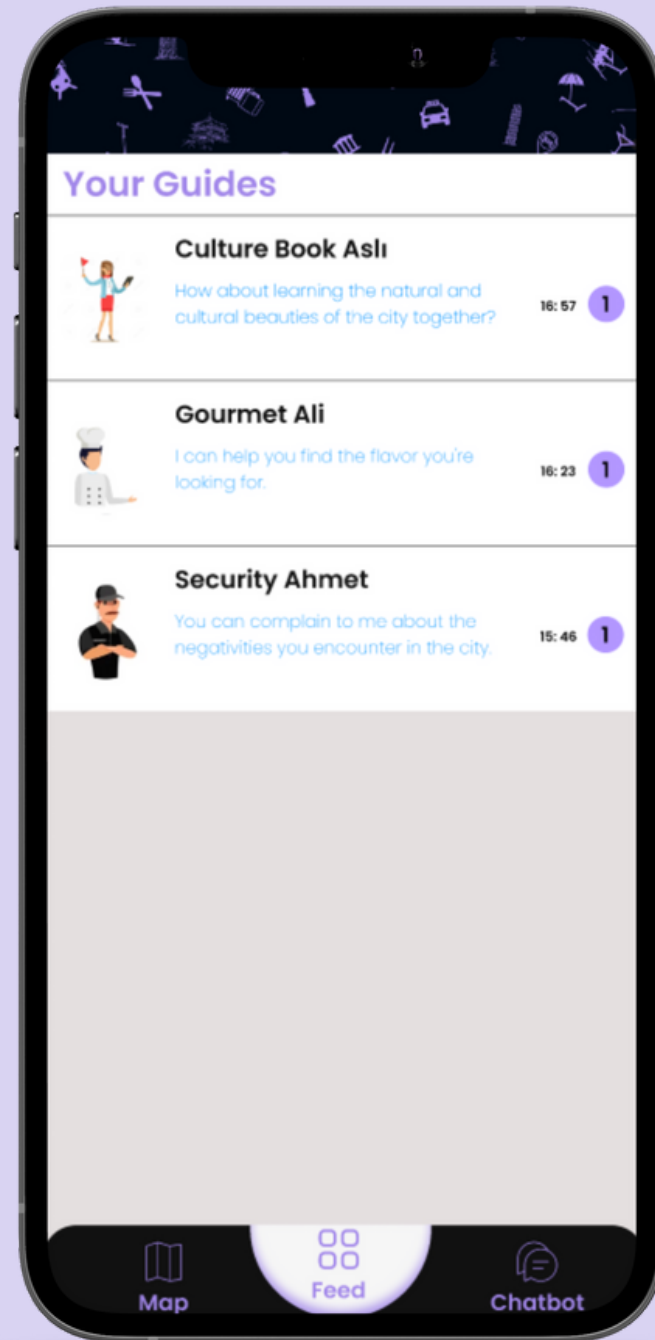 Your Guides
Culture Book Aslı
How about learning the natural and
cultural beauties of the city together?
16: 57
1
Gourmet Ali
I can help you find the flavor you're
looking for.
16: 23
1
Security Ahmet
You can complain to me about the
negativities you encounter in the city.
15: 46
1
Map
Feed
Chatbot